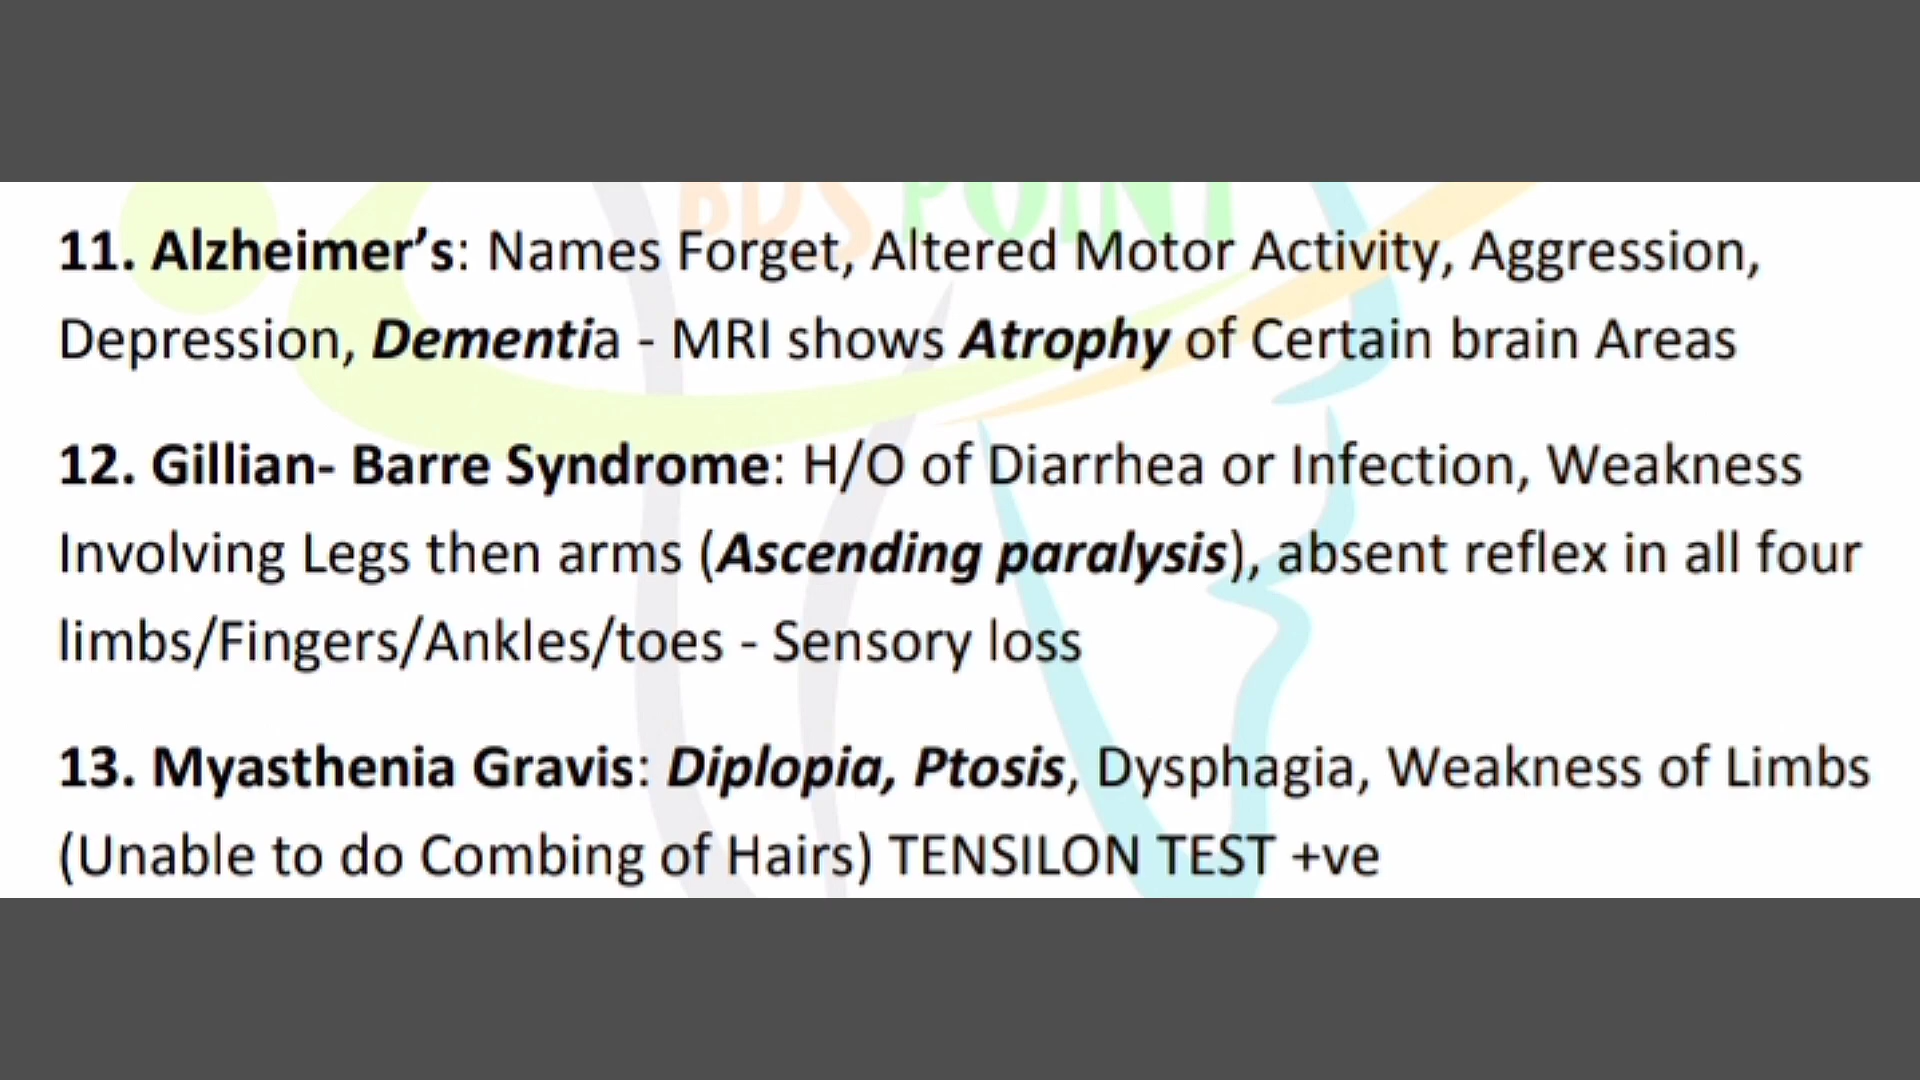 BDS POINT
11. Alzheimer’s: Names Forget, Altered Motor Activity, Aggression,
Depression, Dementia - MRI shows Atrophy of Certain brain Areas
12. Gillian- Barre Syndrome: H/O of Diarrhea or Infection, Weakness
Involving Legs then arms (Ascending paralysis), absent reflex in all four
limbs/Fingers/Ankles/toes - Sensory loss
13. Myasthenia Gravis: Diplopia, Ptosis, Dysphagia, Weakness of Limbs
(Unable to do Combing of Hairs) TENSILON TEST +ve